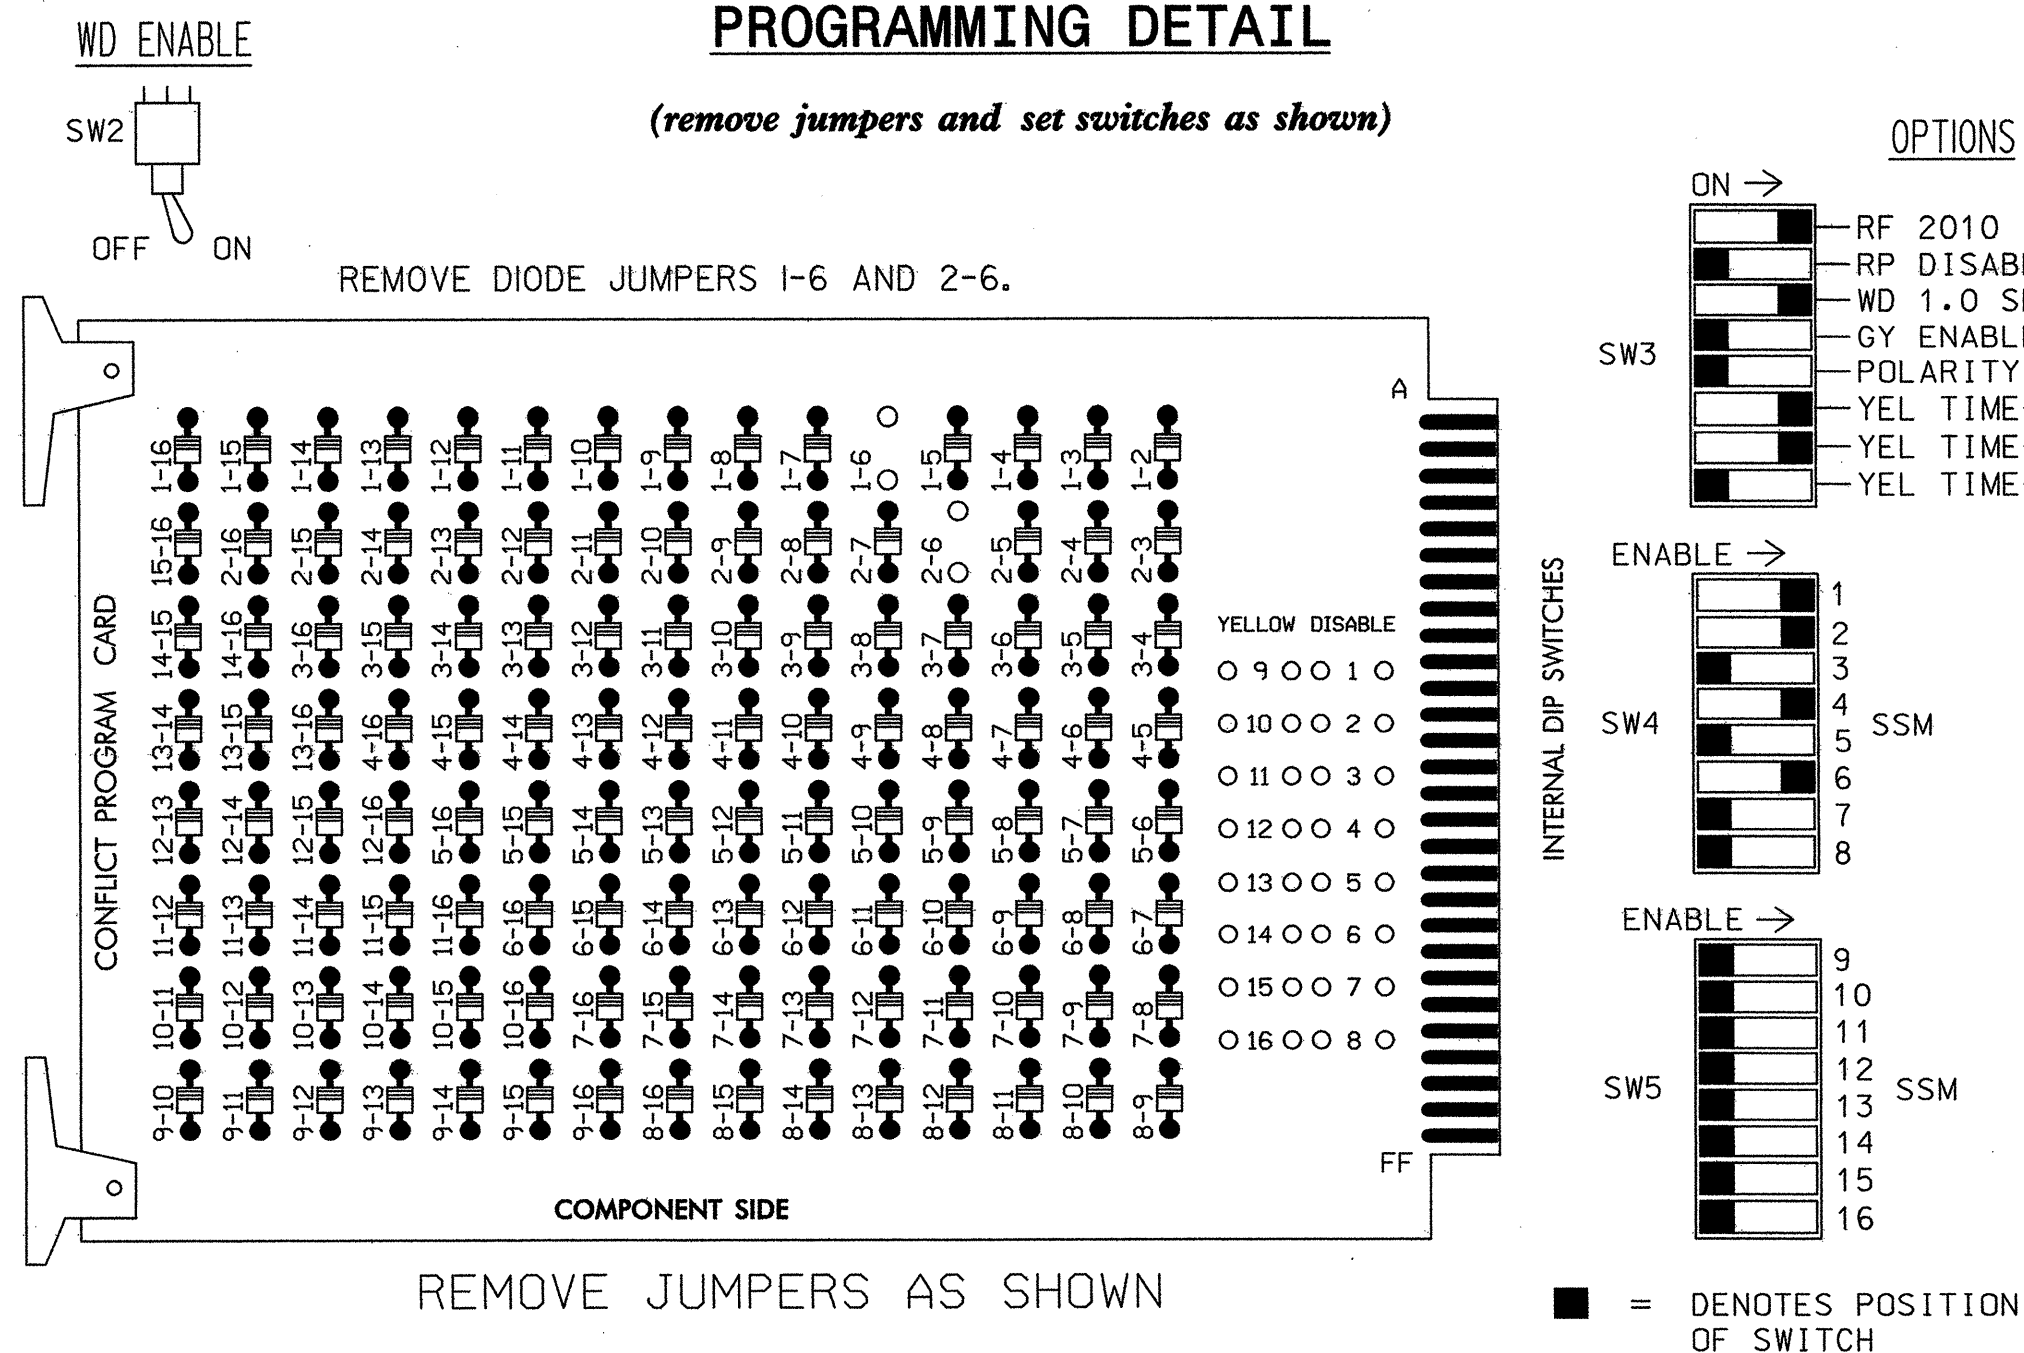 PROGRAMMING DETAIL
(remove jumpers and set switches as shown)
WD ENABLE
SW2
OFF ON
REMOVE DIODE JUMPERS 1-6 AND 2-6.
CONFLICT PROGRAM CARD
1-16 1-15 1-14 1-13 1-12 1-11 1-10 1-9 1-8 1-7 1-6 1-5 1-4 1-3 1-2
15-16 2-16 2-15 2-14 2-13 2-12 2-11 2-10 2-9 2-8 2-7 2-6 2-5 2-4 2-3
14-15 14-16 3-16 3-15 3-14 3-13 3-12 3-11 3-10 3-9 3-8 3-7 3-6 3-5 3-4
13-14 13-15 13-16 4-16 4-15 4-14 4-13 4-12 4-11 4-10 4-9 4-8 4-7 4-6 4-5
12-13 12-14 12-15 12-16 5-16 5-15 5-14 5-13 5-12 5-11 5-10 5-9 5-8 5-7 5-6
11-12 11-13 11-14 11-15 11-16 6-16 6-15 6-14 6-13 6-12 6-11 6-10 6-9 6-8 6-7
10-11 10-12 10-13 10-14 10-15 10-16 7-16 7-15 7-14 7-13 7-12 7-11 7-10 7-9 7-8
9-10 9-11 9-12 9-13 9-14 9-15 9-16 8-16 8-15 8-14 8-13 8-12 8-11 8-10 8-9
A
YELLOW DISABLE
9 1
10 2
11 3
12 4
13 5
14 6
15 7
16 8
FF
COMPONENT SIDE
REMOVE JUMPERS AS SHOWN
INTERNAL DIP SWITCHES
OPTIONS
ON →
SW3
RF 2010
RP DISABL
WD 1.0 S
GY ENABLE
POLARITY
YEL TIME
YEL TIME
YEL TIME
ENABLE →
SW4
1
2
3
4
5
6
7
8
SSM
ENABLE →
SW5
9
10
11
12
13
14
15
16
SSM
= DENOTES POSITION
OF SWITCH